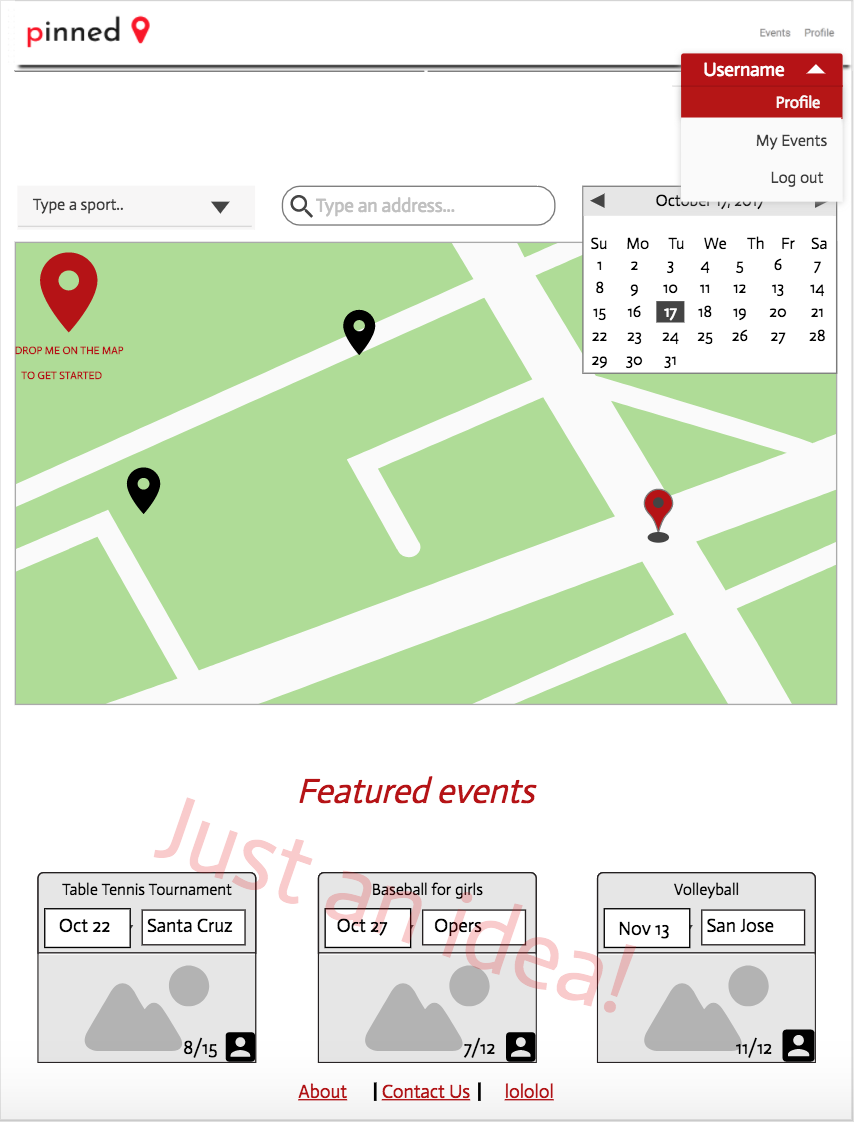 pinned
Events Profile
Username
Profile
My Events
Log out
Type a sport..
Type an address...
October 17, 2017
Su Mo Tu We Th Fr Sa
1 2 3 4 5 6 7
8 9 10 11 12 13 14
15 16 17 18 19 20 21
22 23 24 25 26 27 28
29 30 31
DROP ME ON THE MAP
TO GET STARTED
Featured events
Just an idea!
Table Tennis Tournament
Oct 22 Santa Cruz
8/15
Baseball for girls
Oct 27 Opers
7/12
Volleyball
Nov 13 San Jose
11/12
About | Contact Us | lololol